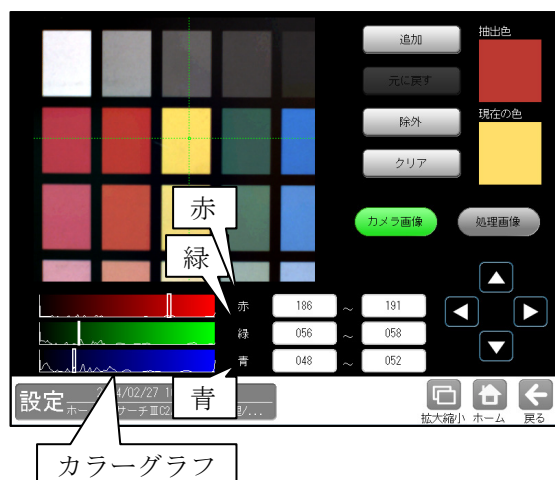 追加
抽出色
元に戻す
除外
現在の色
クリア
赤
カメラ画像
処理画像
緑
赤 186 ～ 191
緑 056 ～ 058
青 048 ～ 052
青
設定
拡大縮小 ホーム 戻る
カラーグラフ